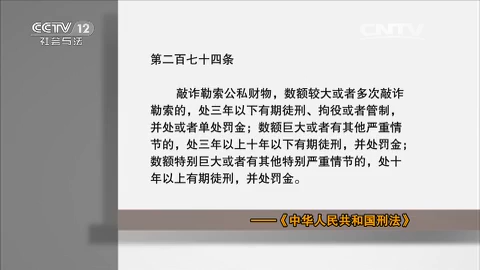 CCTV 12
社会与法
CNTV
第二百七十四条
敲诈勒索公私财物，数额较大或者多次敲诈
勒索的，处三年以下有期徒刑、拘役或者管制，
并处或者单处罚金；数额巨大或者有其他严重情
节的，处三年以上十年以下有期徒刑，并处罚金；
数额特别巨大或者有其他特别严重情节的，处十
年以上有期徒刑，并处罚金。
——《中华人民共和国刑法》